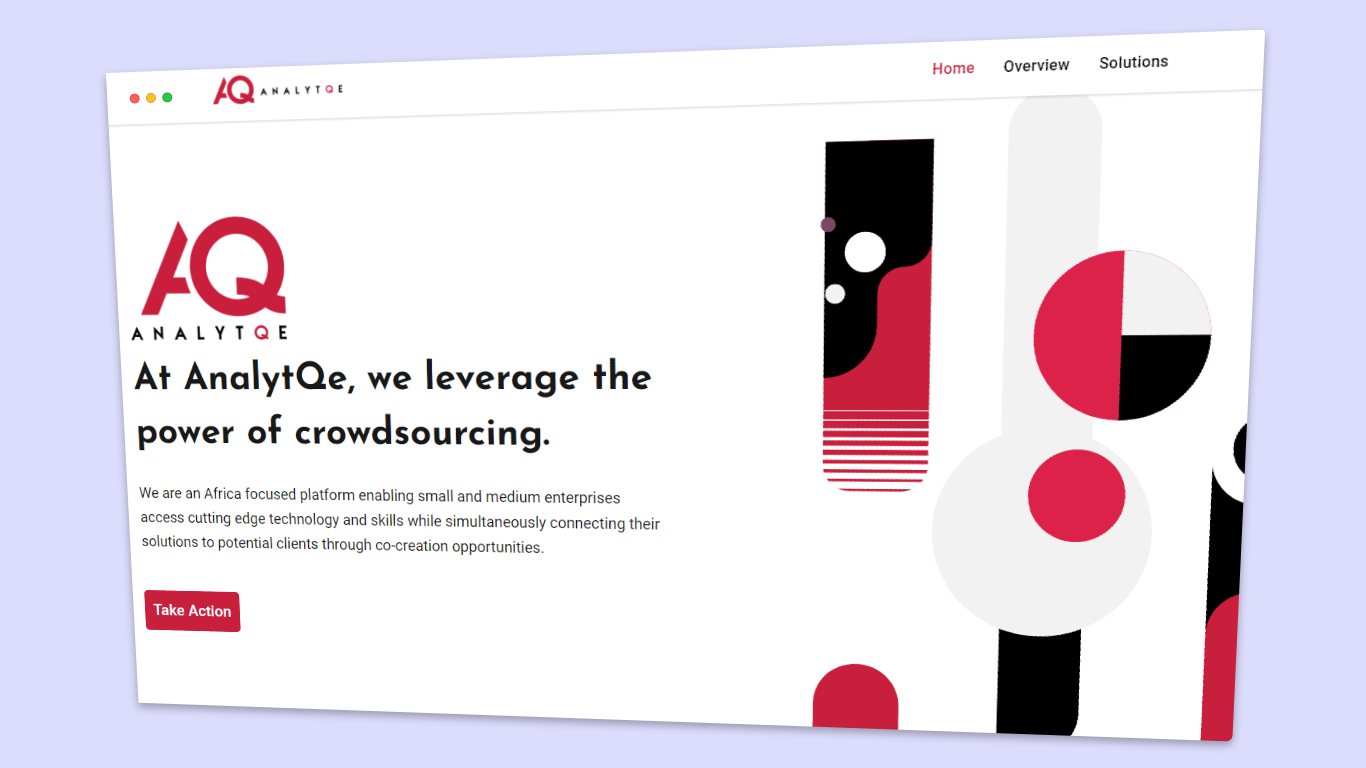 AQ ANALYTQE
Home Overview Solutions
AQ
ANALYTQE
At AnalytQe, we leverage the
power of crowdsourcing.
We are an Africa focused platform enabling small and medium enterprises
access cutting edge technology and skills while simultaneously connecting their
solutions to potential clients through co-creation opportunities.
Take Action